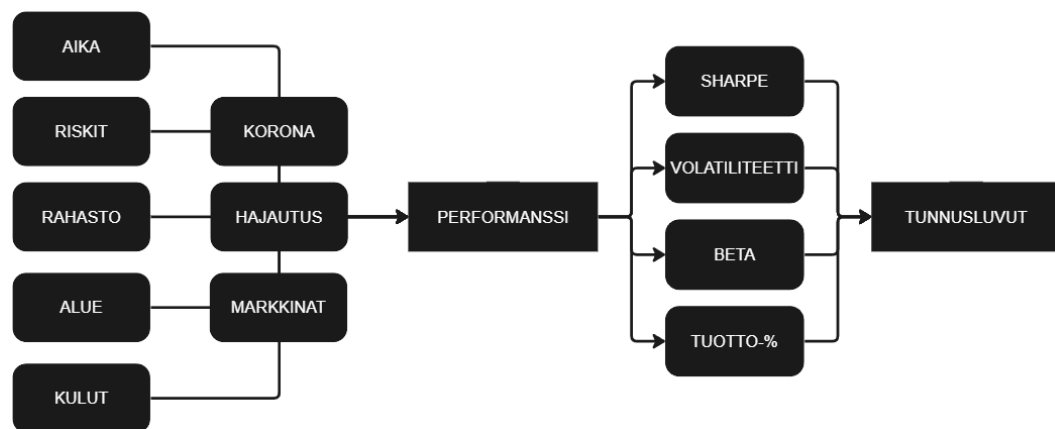 AIKA
RISKIT
RAHASTO
ALUE
KULUT
KORONA
HAJAUTUS
MARKKINAT
PERFORMANSSI
SHARPE
VOLATILITEETTI
BETA
TUOTTO-%
TUNNUSLUVUT